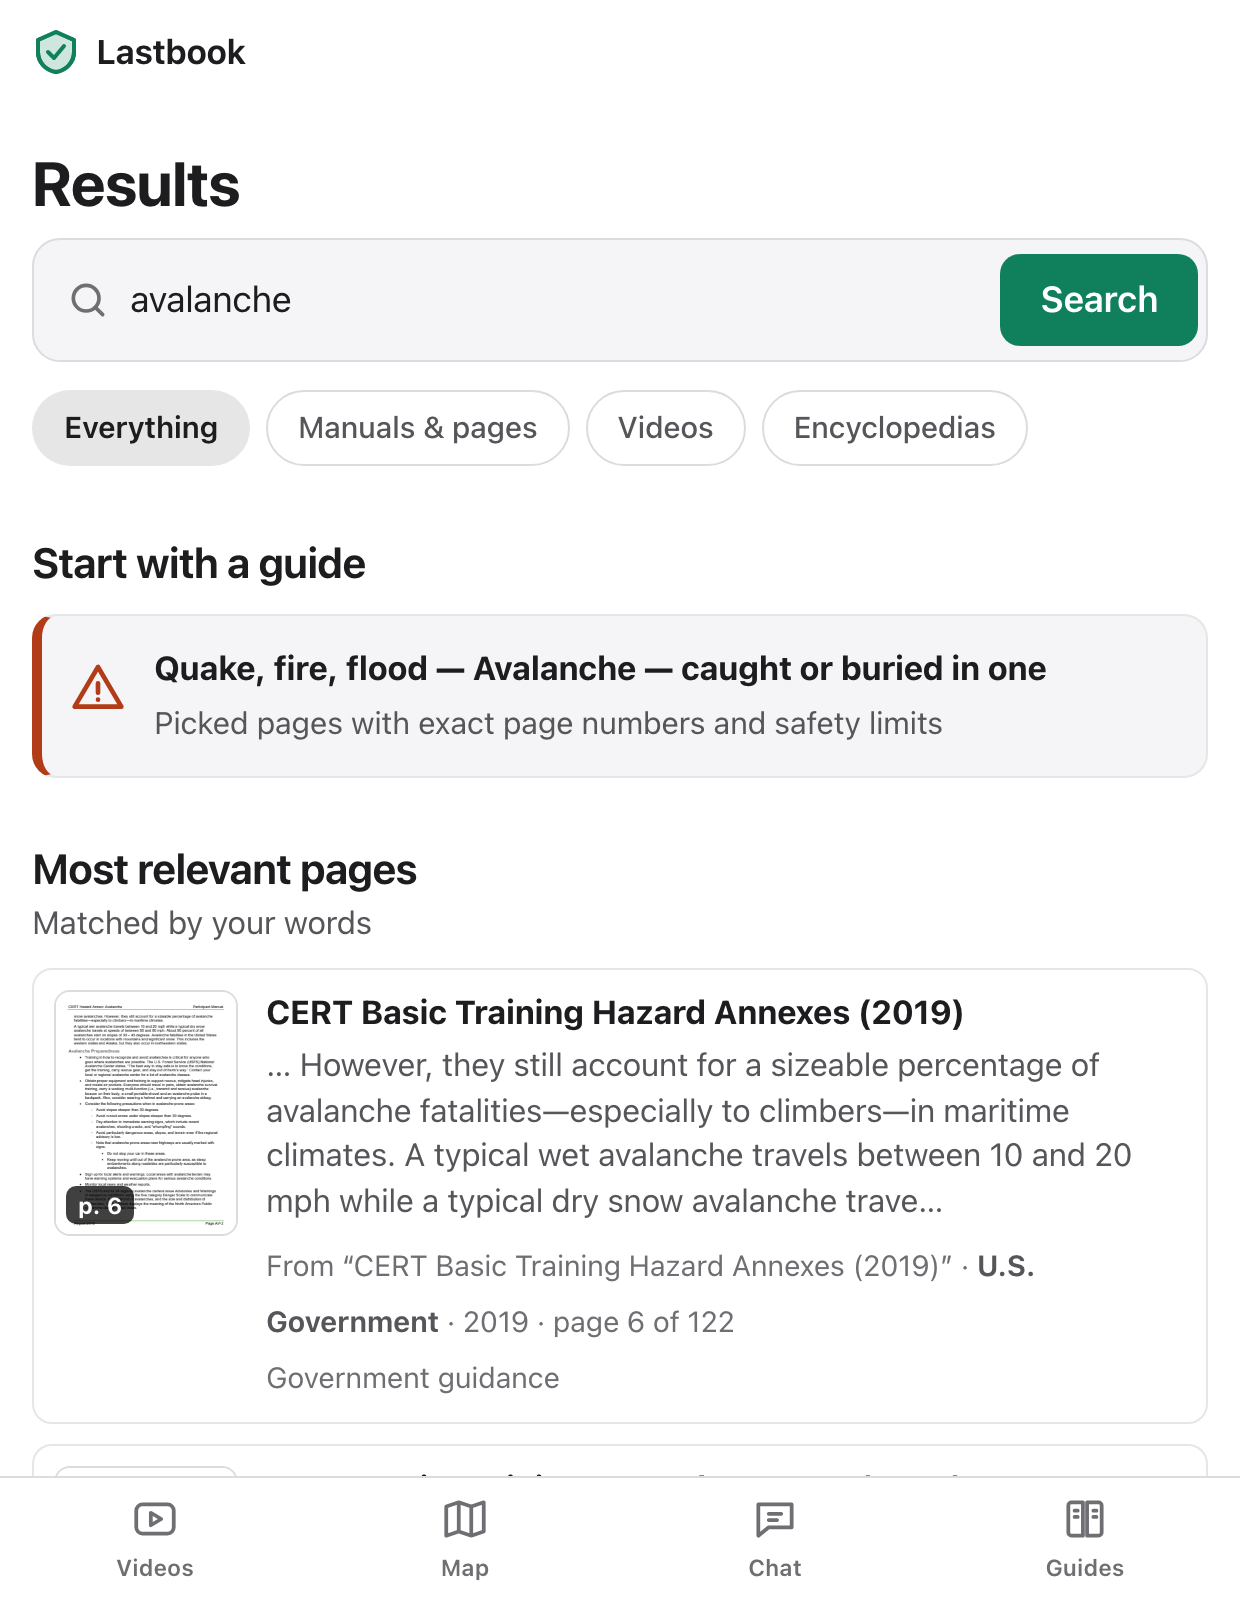 Lastbook
Results
avalanche
Search
Everything
Manuals & pages
Videos
Encyclopedias
Start with a guide
Quake, fire, flood — Avalanche — caught or buried in one
Picked pages with exact page numbers and safety limits
Most relevant pages
Matched by your words
CERT Basic Training Hazard Annexes (2019)
... However, they still account for a sizeable percentage of
avalanche fatalities—especially to climbers—in maritime
climates. A typical wet avalanche travels between 10 and 20
mph while a typical dry snow avalanche trave...
p. 6
From “CERT Basic Training Hazard Annexes (2019)” · U.S.
Government · 2019 · page 6 of 122
Government guidance
Videos
Map
Chat
Guides